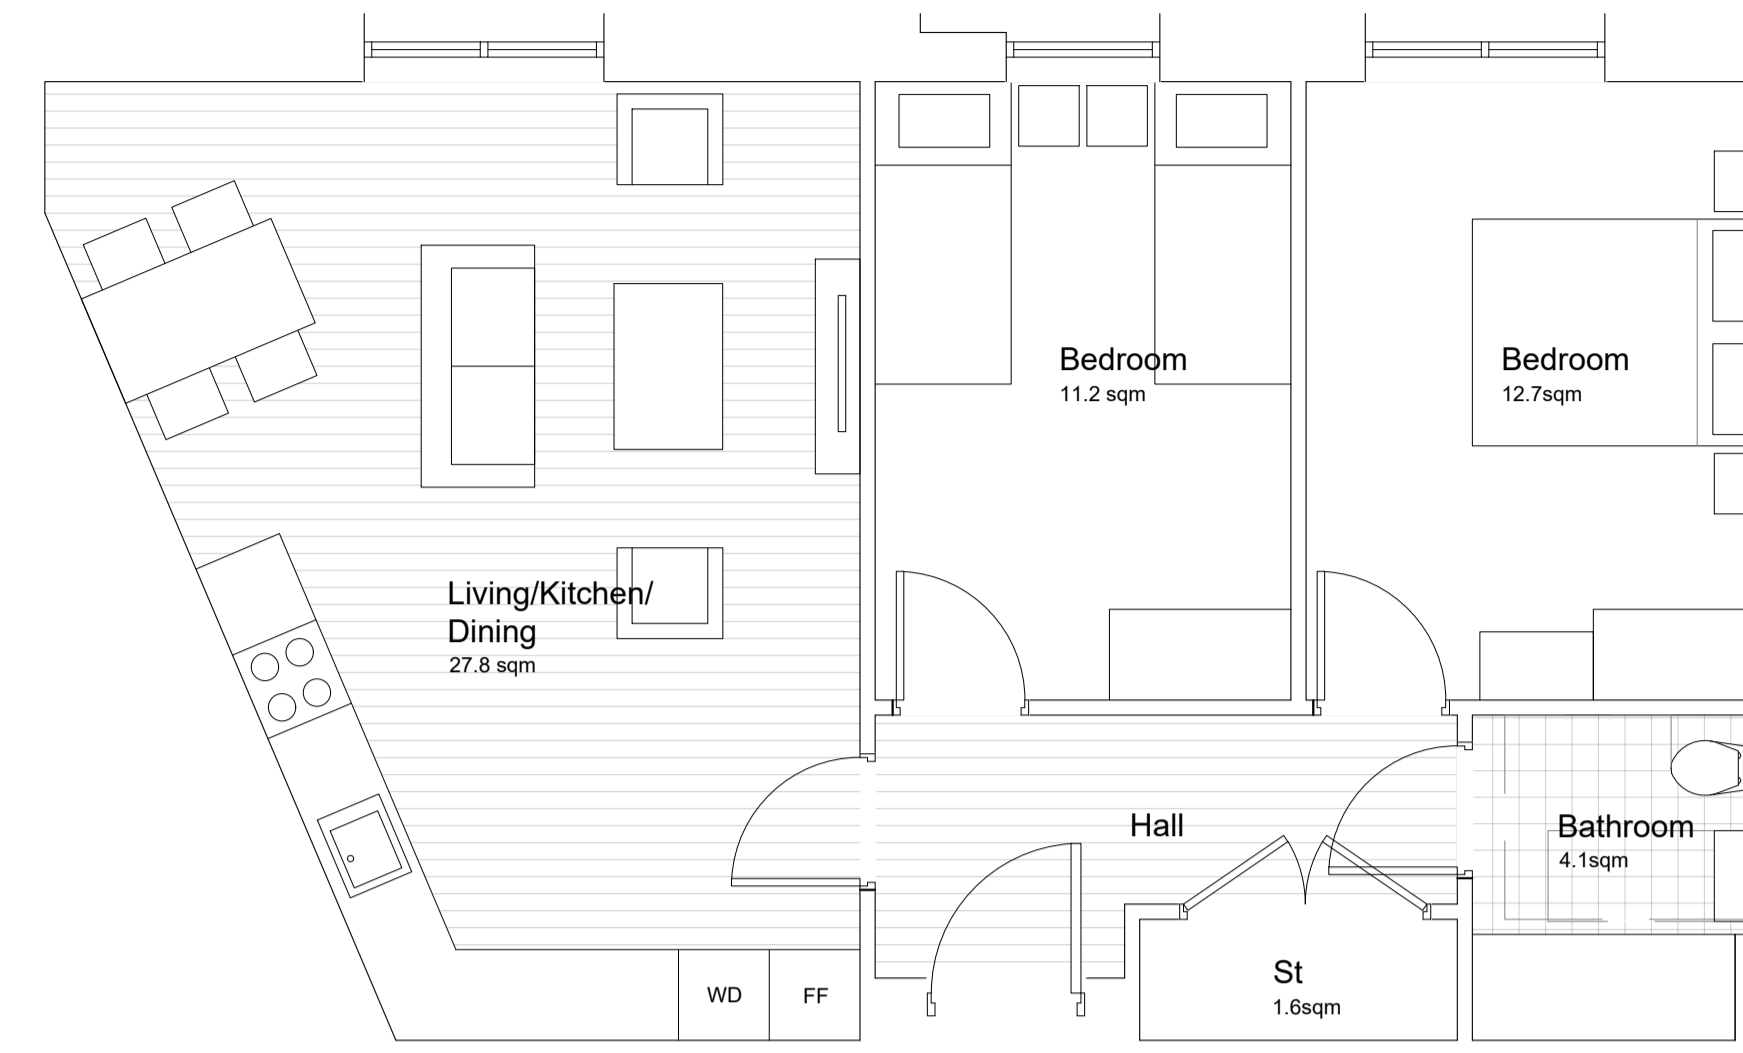 Bedroom
11.2 sqm
Bedroom
12.7sqm
Living/Kitchen/
Dining
27.8 sqm
Hall
Bathroom
4.1sqm
St
1.6sqm
WD
FF